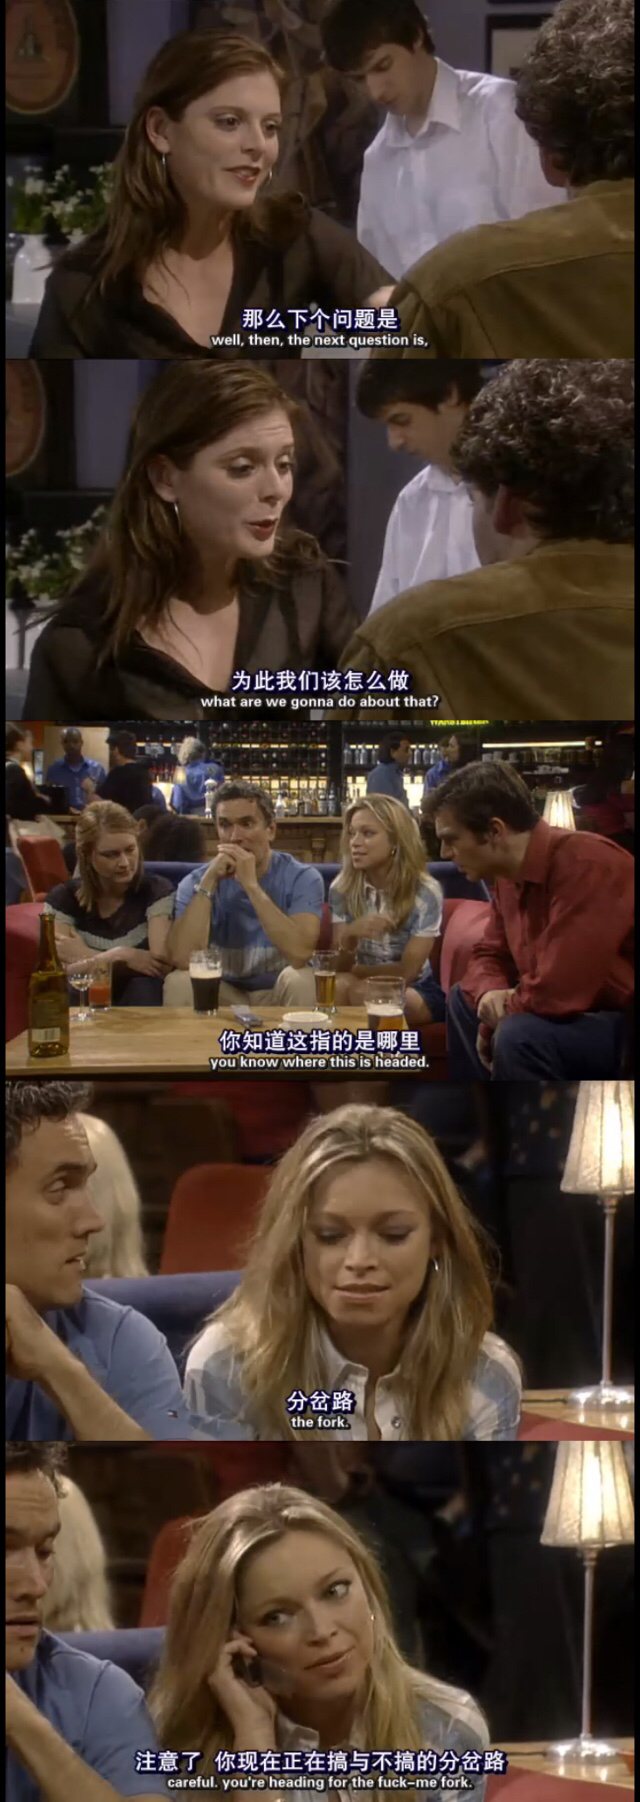 那么下个问题是
well, then, the next question is,
为此我们该怎么做
what are we gonna do about that?
你知道这指的是哪里
you know where this is headed.
分岔路
the fork.
注意了 你现在正在搞与不搞的分岔路
careful. you're heading for the fuck-me fork.